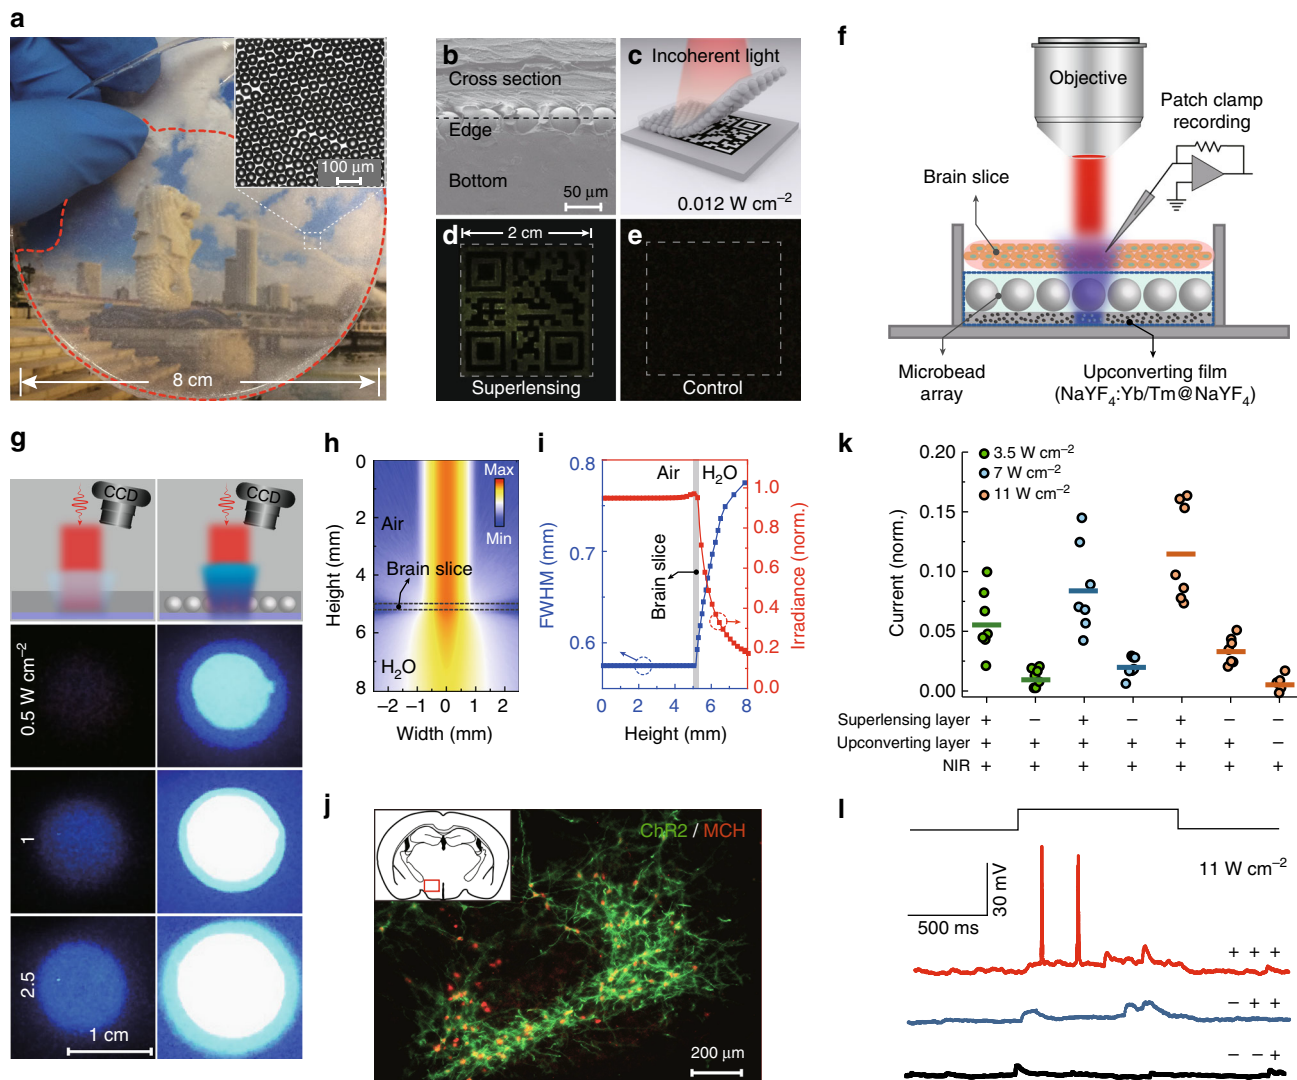 a
100 μm
8 cm
b
Cross section
Edge
Bottom
50 μm
c
Incoherent light
0.012 W cm⁻²
d
2 cm
Superlensing
e
Control
f
Objective
Patch clamp
recording
Brain slice
Microbead
array
Upconverting film
(NaYF₄:Yb/Tm@NaYF₄)
g
CCD
CCD
0.5 W cm⁻²
1
2.5
1 cm
h
Max
Min
Air
Brain slice
H₂O
0
2
4
6
8
Height (mm)
−2 −1 0 1 2
Width (mm)
i
Air H₂O
Brain slice
0.8
0.7
0.6
FWHM (mm)
1.0
0.8
0.6
0.4
0.2
0.0
Irradiance (norm.)
0 2 4 6 8
Height (mm)
j
ChR2 / MCH
200 μm
k
3.5 W cm⁻²
7 W cm⁻²
11 W cm⁻²
0.20
0.15
0.10
0.05
0.00
Current (norm.)
Superlensing layer + − + − + − −
Upconverting layer + + + + + + −
NIR + + + + + + +
l
11 W cm⁻²
30 mV
500 ms
+ + +
− + +
− − +